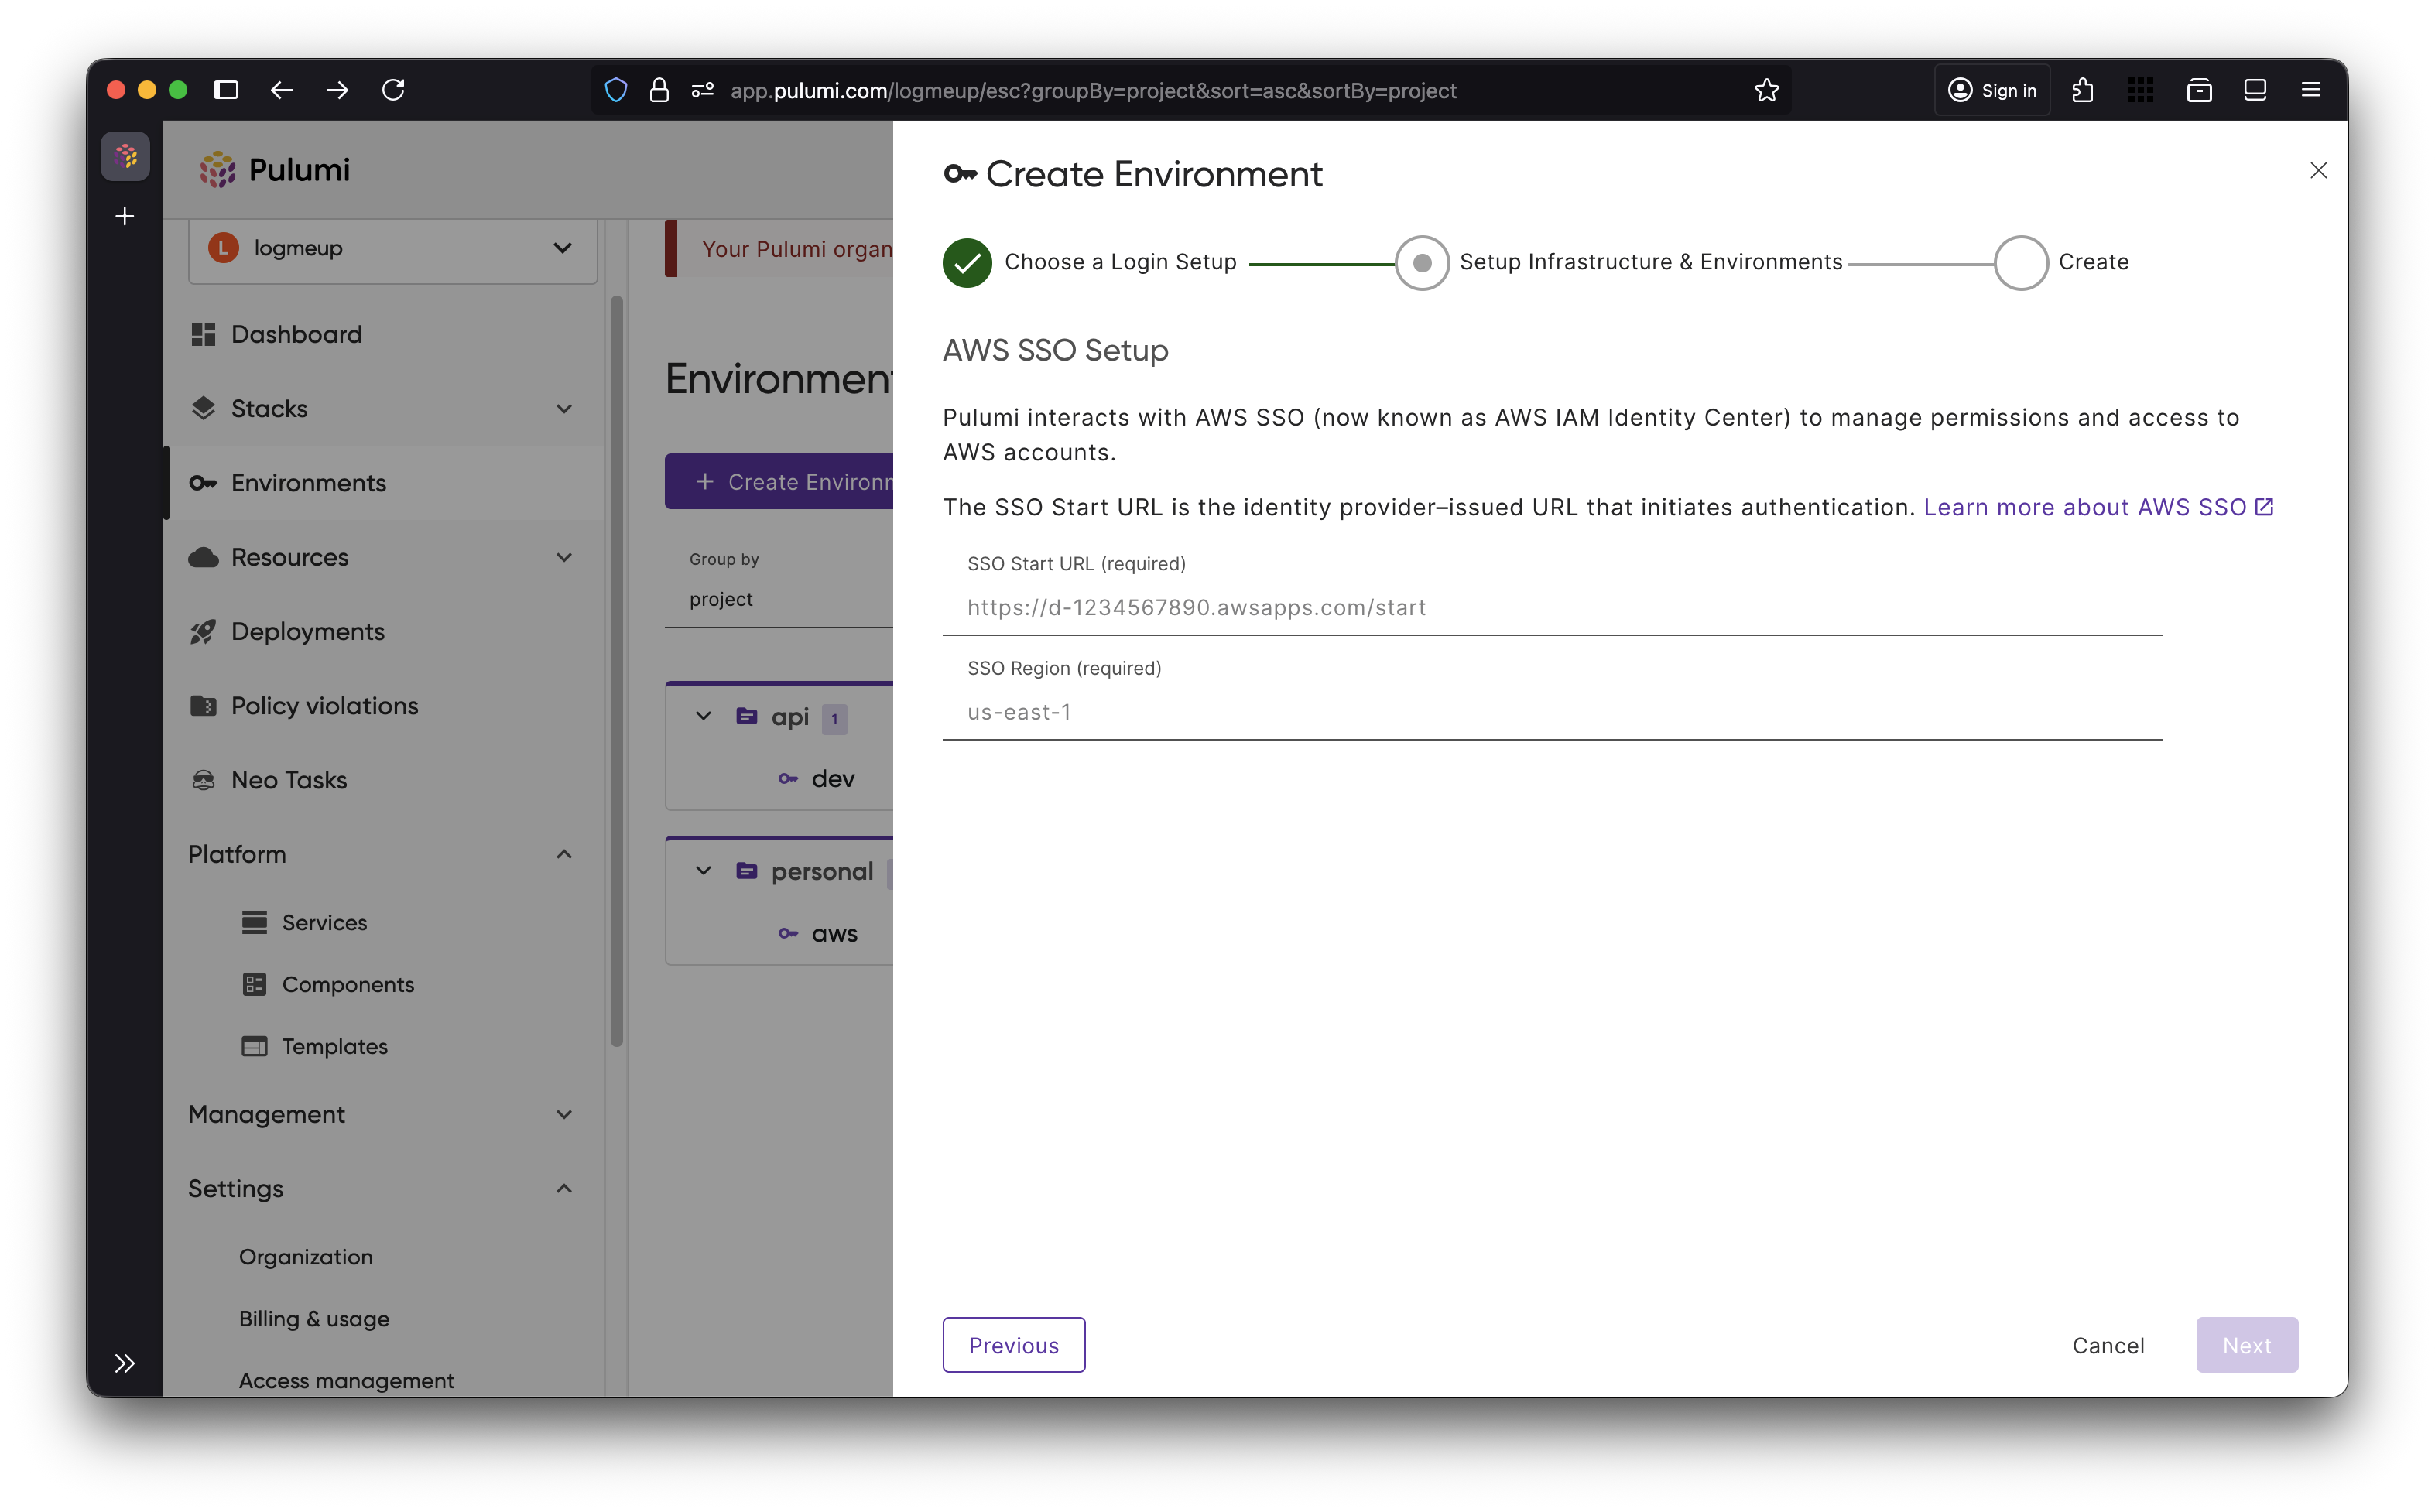 app.pulumi.com/logmeup/esc?groupBy=project&sort=asc&sortBy=project
Sign in
Pulumi
L logmeup
Dashboard
Stacks
Environments
Resources
Deployments
Policy violations
Neo Tasks
Platform
Services
Components
Templates
Management
Settings
Organization
Billing & usage
Access management
Your Pulumi organ
Environment
+ Create Environm
Group by
project
api 1
dev
personal
aws
Create Environment
Choose a Login Setup
Setup Infrastructure & Environments
Create
AWS SSO Setup
Pulumi interacts with AWS SSO (now known as AWS IAM Identity Center) to manage permissions and access to
AWS accounts.
The SSO Start URL is the identity provider–issued URL that initiates authentication. Learn more about AWS SSO
SSO Start URL (required)
https://d-1234567890.awsapps.com/start
SSO Region (required)
us-east-1
Previous
Cancel
Next